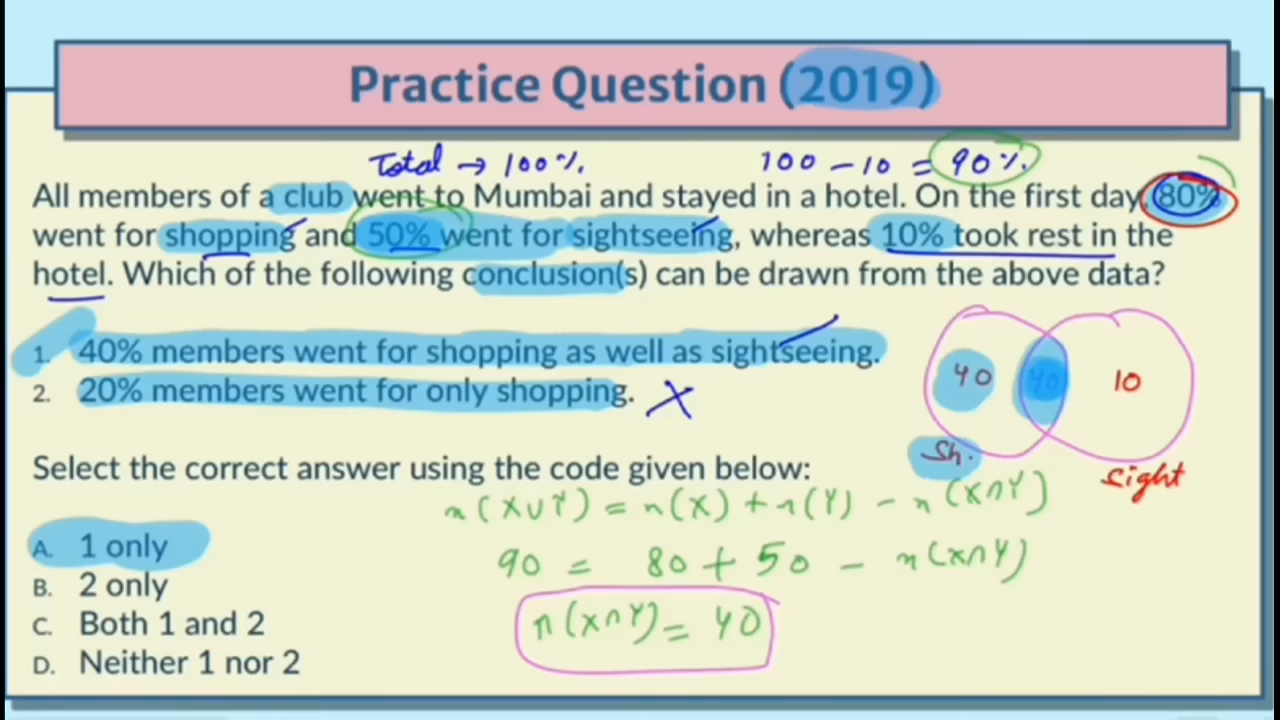 Practice Question (2019)
Total → 100%
100 - 10 = 90%
All members of a club went to Mumbai and stayed in a hotel. On the first day, 80%
went for shopping and 50% went for sightseeing, whereas 10% took rest in the
hotel. Which of the following conclusion(s) can be drawn from the above data?
1. 40% members went for shopping as well as sightseeing.
2. 20% members went for only shopping.
40 40 10
Sh. Sight
Select the correct answer using the code given below:
n(X∪Y) = n(X) + n(Y) - n(X∩Y)
A. 1 only
90 = 80 + 50 - n(X∩Y)
B. 2 only
C. Both 1 and 2
n(X∩Y) = 40
D. Neither 1 nor 2